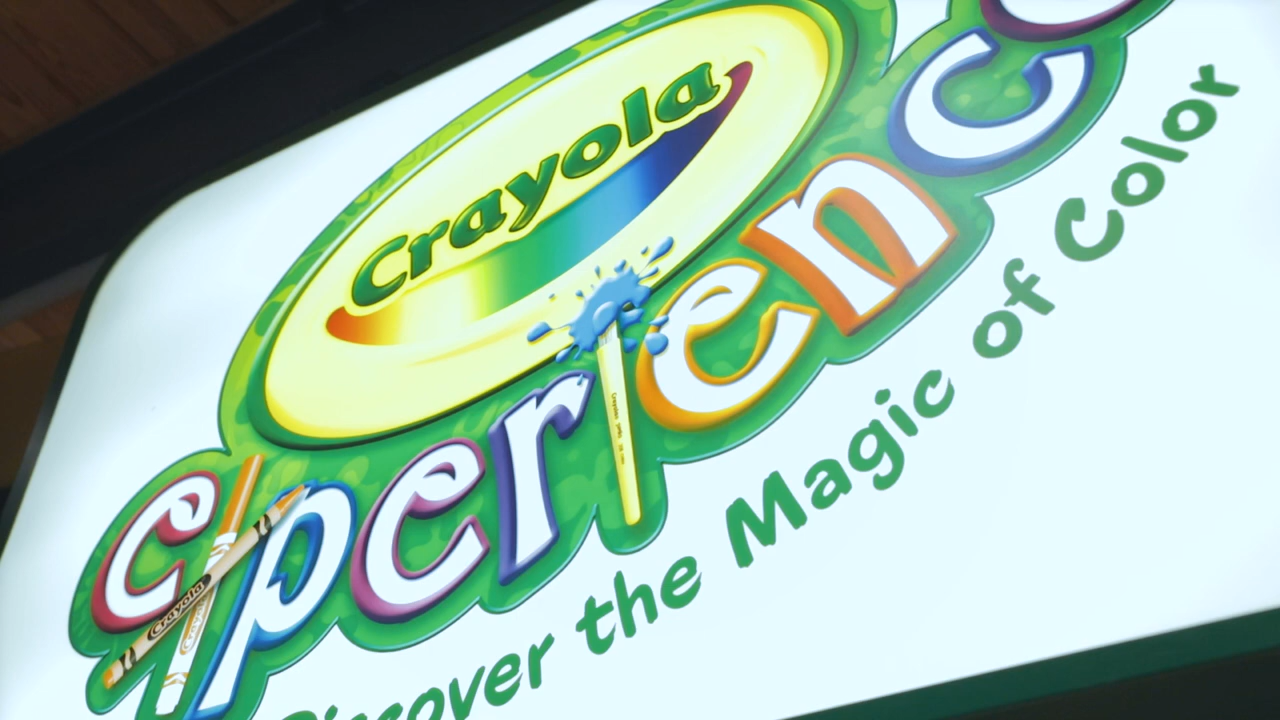 Crayola
experience
Discover the Magic of Color
Crayola